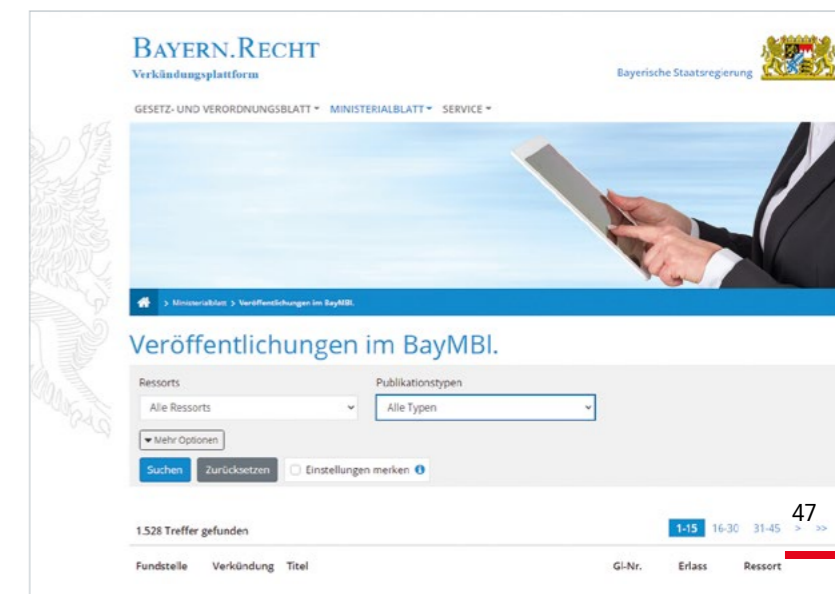 BAYERN.RECHT
Verkündungsplattform
Bayerische Staatsregierung
GESETZ- UND VERORDNUNGSBLATT MINISTERIALBLATT SERVICE
> Ministerialblatt > Veröffentlichungen im BayMBl.
Veröffentlichungen im BayMBl.
Ressorts Publikationstypen
Alle Ressorts Alle Typen
Mehr Optionen
Suchen Zurücksetzen Einstellungen merken
47
1.528 Treffer gefunden 1-15 16-30 31-45 > >>
Fundstelle Verkündung Titel Gl-Nr. Erlass Ressort